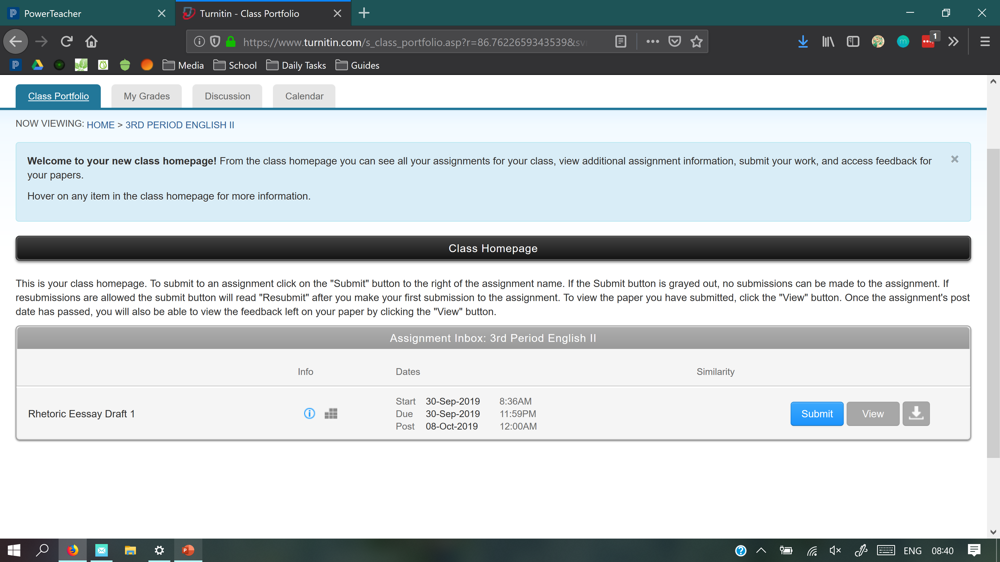 PowerTeacher
Turnitin - Class Portfolio
https://www.turnitin.com/s_class_portfolio.asp?r=86.7622659343539&sv
1
Media School Daily Tasks Guides
Class Portfolio My Grades Discussion Calendar
NOW VIEWING: HOME > 3RD PERIOD ENGLISH II
Welcome to your new class homepage! From the class homepage you can see all your assignments for your class, view additional assignment information, submit your work, and access feedback for
your papers.
Hover on any item in the class homepage for more information.
Class Homepage
This is your class homepage. To submit to an assignment click on the "Submit" button to the right of the assignment name. If the Submit button is grayed out, no submissions can be made to the assignment. If
resubmissions are allowed the submit button will read "Resubmit" after you make your first submission to the assignment. To view the paper you have submitted, click the "View" button. Once the assignment's post
date has passed, you will also be able to view the feedback left on your paper by clicking the "View" button.
Assignment Inbox: 3rd Period English II
Info Dates Similarity
Start 30-Sep-2019 8:36AM
Rhetoric Eessay Draft 1 Due 30-Sep-2019 11:59PM Submit View
Post 08-Oct-2019 12:00AM
ENG 08:40